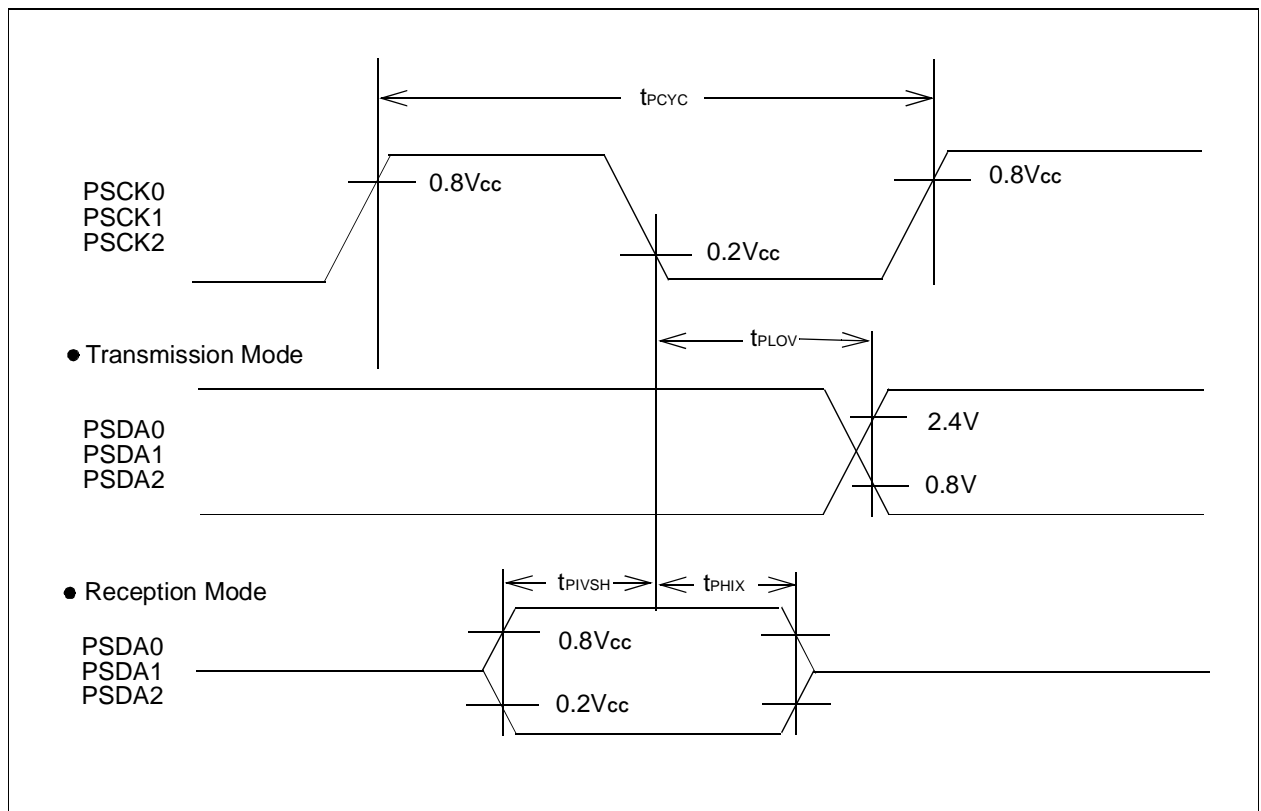 tPCYC
PSCK0
PSCK1
PSCK2
0.8Vcc
0.8Vcc
0.2Vcc
● Transmission Mode
tPLOV
PSDA0
PSDA1
PSDA2
2.4V
0.8V
● Reception Mode
tPIVSH
tPHIX
PSDA0
PSDA1
PSDA2
0.8Vcc
0.2Vcc